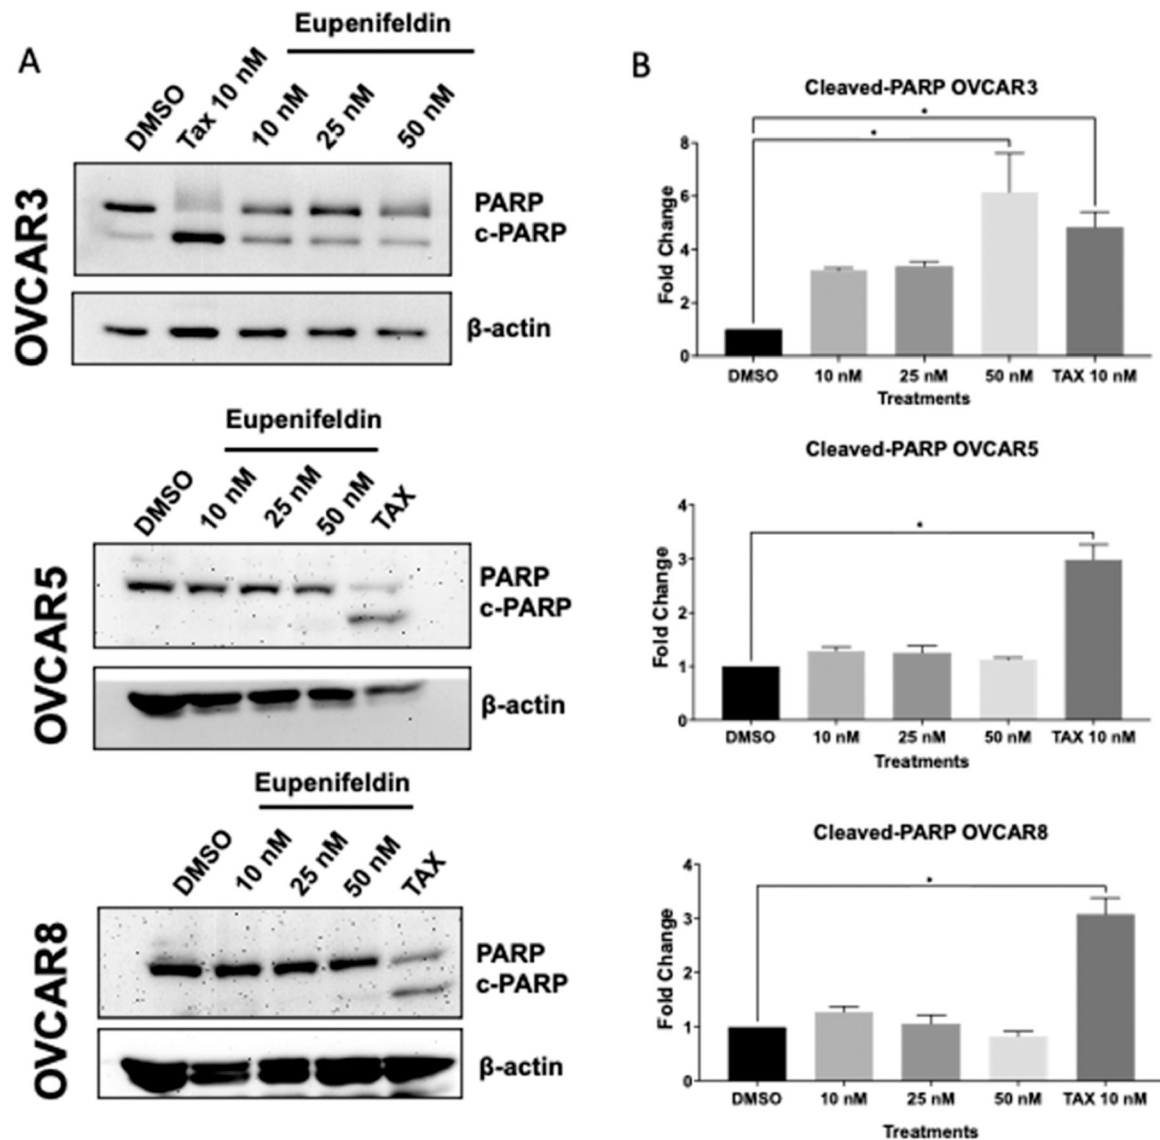 A
Eupenifeldin
DMSO
Tax 10 nM
10 nM
25 nM
50 nM
OVCAR3
PARP
c-PARP
β-actin
Eupenifeldin
DMSO
10 nM
25 nM
50 nM
TAX
OVCAR5
PARP
c-PARP
β-actin
Eupenifeldin
DMSO
10 nM
25 nM
50 nM
TAX
OVCAR8
PARP
c-PARP
β-actin
B
Cleaved-PARP OVCAR3
*
*
Fold Change
8
6
4
2
0
DMSO 10 nM 25 nM 50 nM TAX 10 nM
Treatments
Cleaved-PARP OVCAR5
*
Fold Change
4
3
2
1
0
DMSO 10 nM 25 nM 50 nM TAX 10 nM
Treatments
Cleaved-PARP OVCAR8
*
Fold Change
4
3
2
1
0
DMSO 10 nM 25 nM 50 nM TAX 10 nM
Treatments